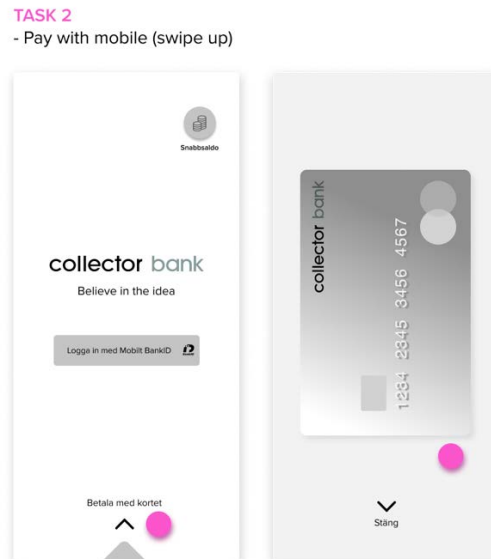 TASK 2
- Pay with mobile (swipe up)
Snabbsaldo
collector bank
Believe in the idea
Logga in med Mobilt BankID
Betala med kortet
collector bank
1234 2345 3456 4567
Stäng